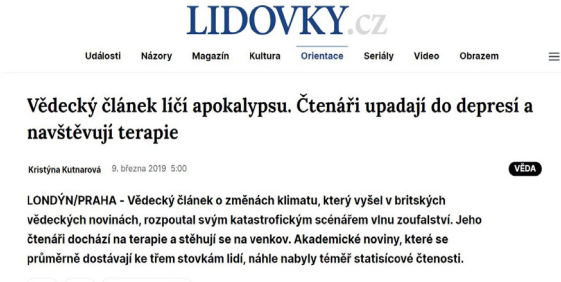 LIDOVKY.cz
Události Názory Magazín Kultura Orientace Seriály Video Obrazem
Vědecký článek líčí apokalypsu. Čtenáři upadají do depresí a
navštěvují terapie
Kristýna Kutnarová 9. března 2019 5:00 VĚDA
LONDÝN/PRAHA - Vědecký článek o změnách klimatu, který vyšel v britských
vědeckých novinách, rozpoutal svým katastrofickým scénářem vlnu zoufalství. Jeho
čtenáři dochází na terapie a stěhují se na venkov. Akademické noviny, které se
průměrně dostávají ke třem stovkám lidí, náhle nabyly téměř statisícové čtenosti.